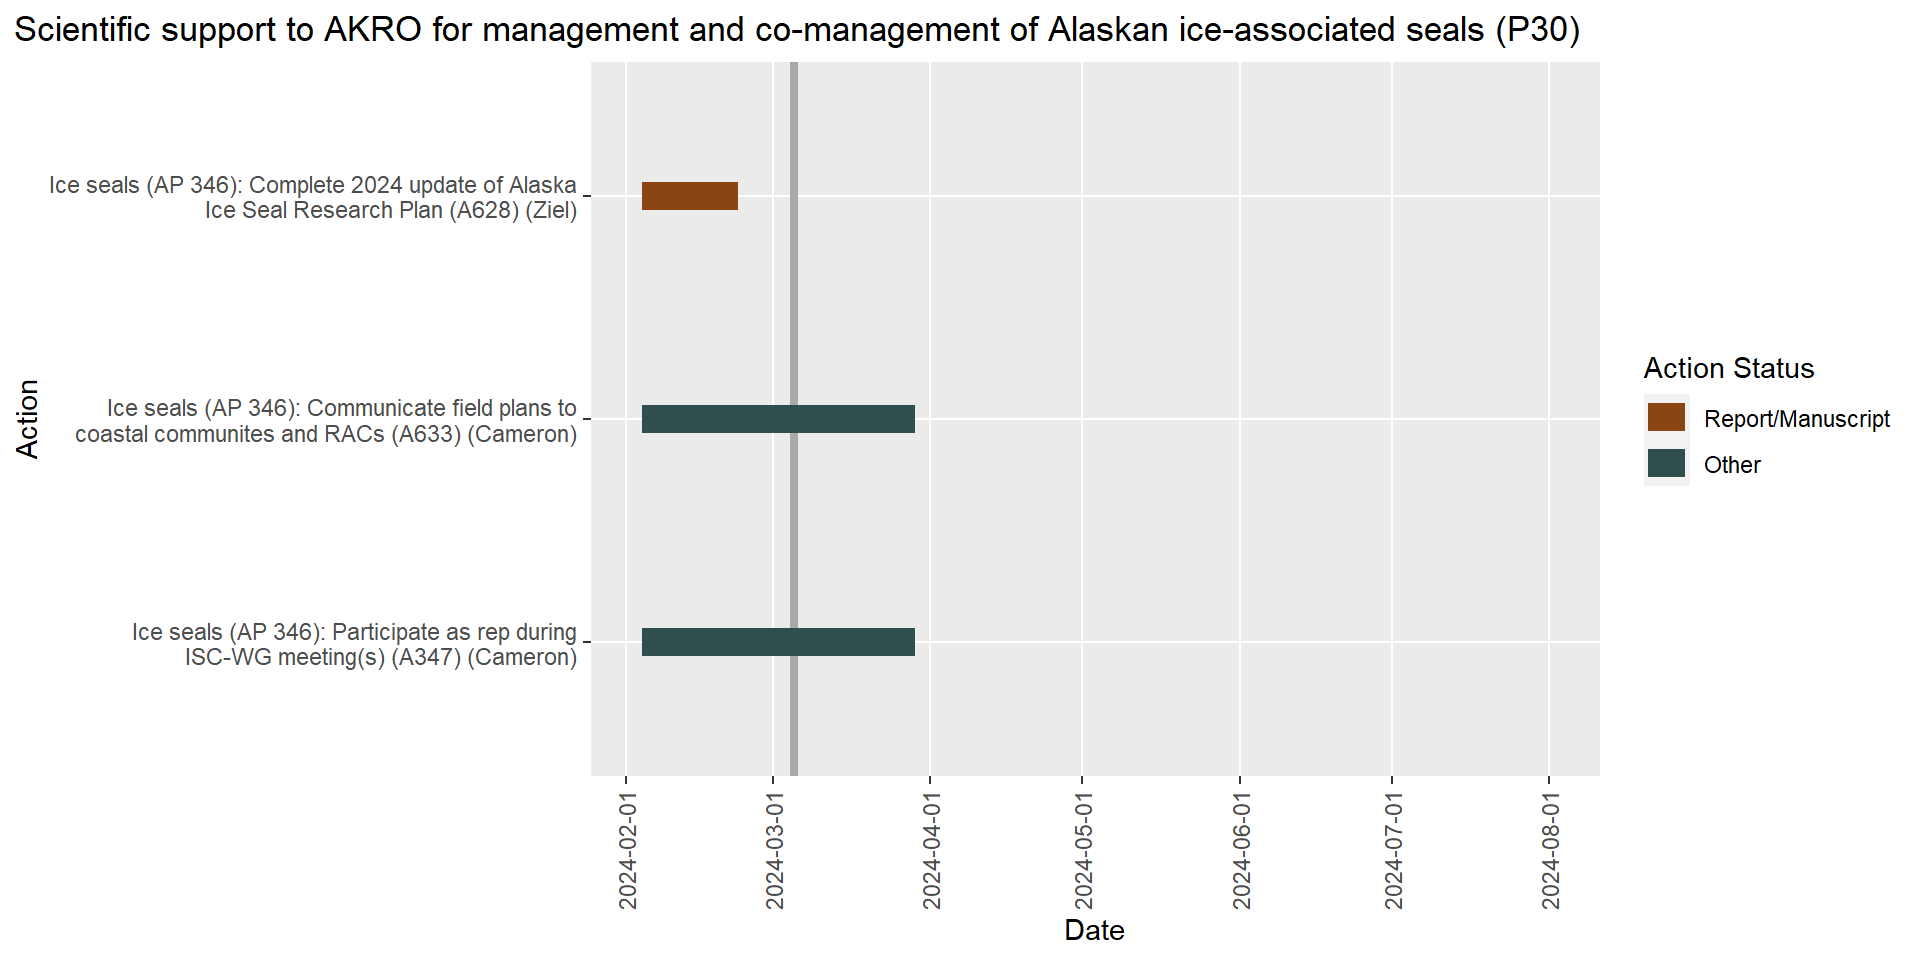 Scientific support to AKRO for management and co-management of Alaskan ice-associated seals (P30)
Action
Ice seals (AP 346): Complete 2024 update of Alaska
Ice Seal Research Plan (A628) (Ziel)
Ice seals (AP 346): Communicate field plans to
coastal communites and RACs (A633) (Cameron)
Ice seals (AP 346): Participate as rep during
ISC-WG meeting(s) (A347) (Cameron)
2024-02-01
2024-03-01
2024-04-01
2024-05-01
2024-06-01
2024-07-01
2024-08-01
Date
Action Status
Report/Manuscript
Other